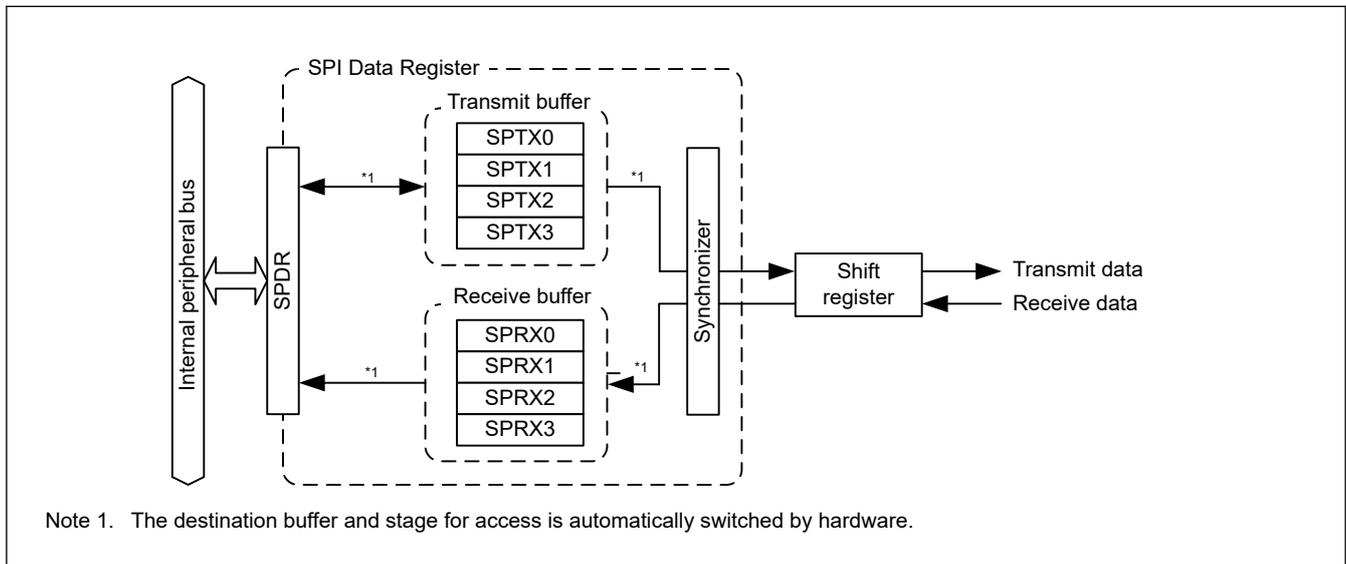 SPI Data Register
Transmit buffer
SPTX0
SPTX1
SPTX2
SPTX3
*1
*1
Internal peripheral bus
SPDR
Synchronizer
Shift
register
Transmit data
Receive data
Receive buffer
SPRX0
SPRX1
SPRX2
SPRX3
*1
*1
Note 1. The destination buffer and stage for access is automatically switched by hardware.